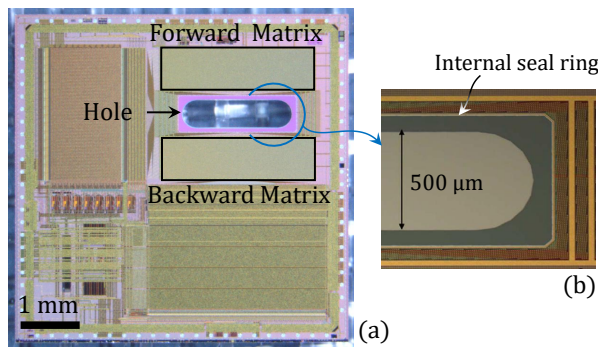 Forward Matrix
Hole
Backward Matrix
1 mm
(a)
Internal seal ring
500 μm
(b)